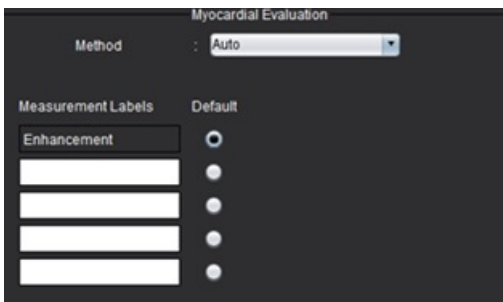 Myocardial Evaluation
Method : Auto
Measurement Labels Default
Enhancement